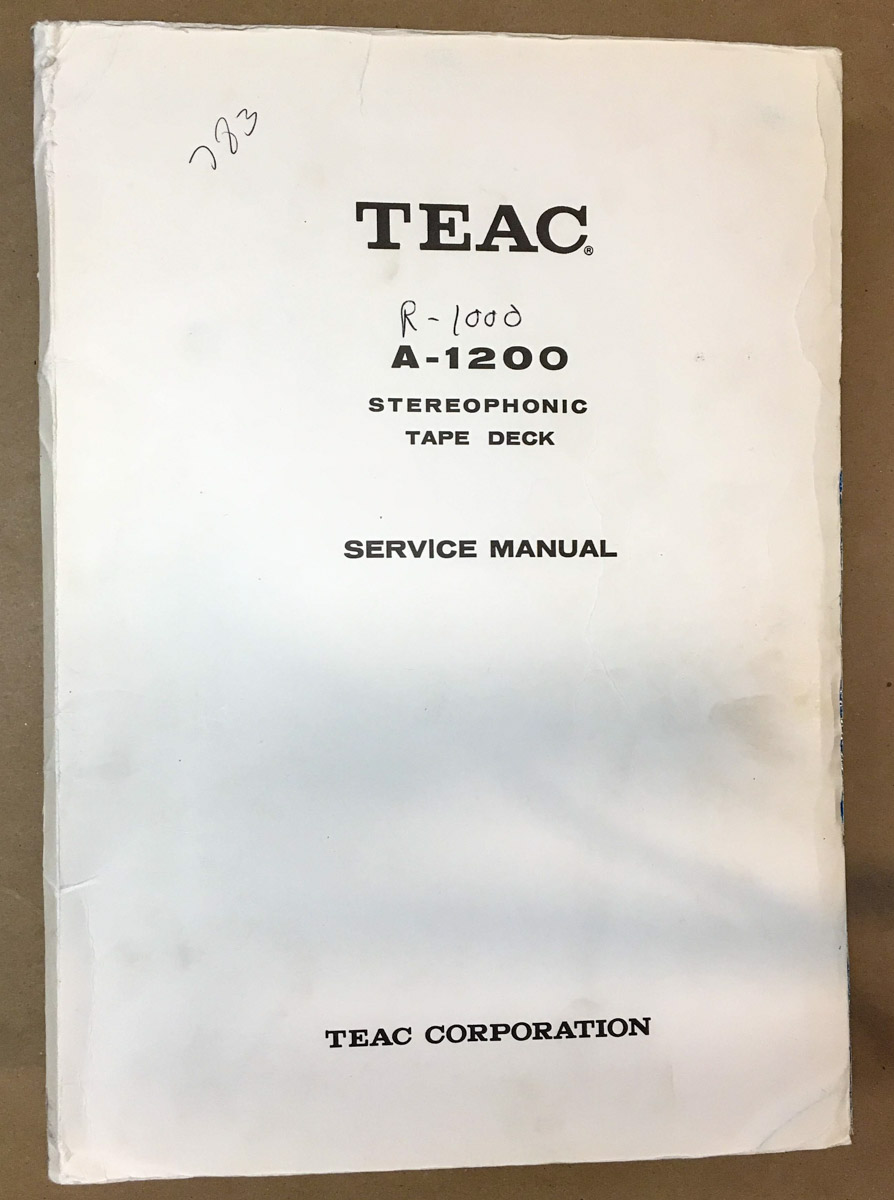 783
TEAC®
R-1000
A-1200
STEREOPHONIC
TAPE DECK
SERVICE MANUAL
TEAC CORPORATION